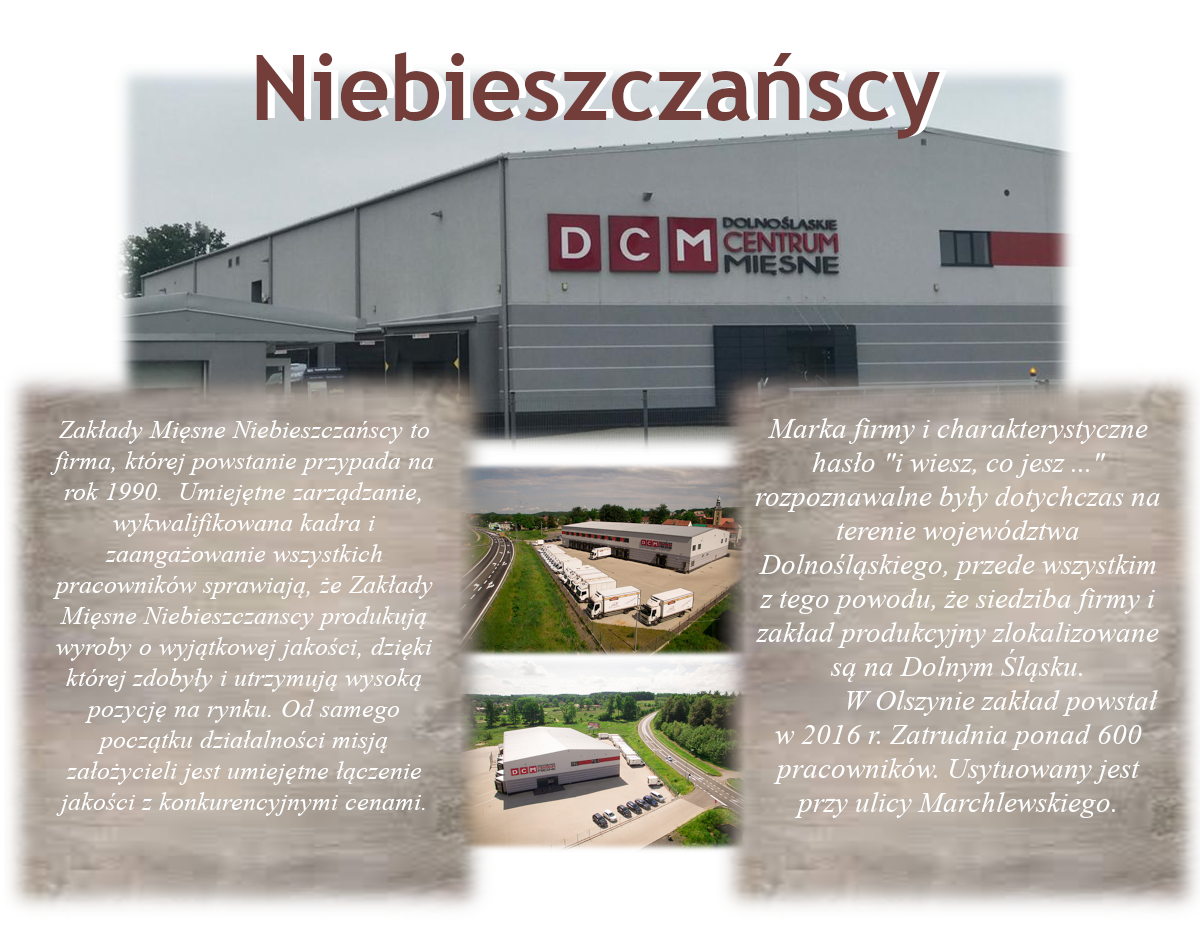 Niebieszczańscy
DCM
DOLNOŚLĄSKIE
CENTRUM
MIĘSNE
Zakłady Mięsne Niebieszczańscy to
firma, której powstanie przypada na
rok 1990.  Umiejętne zarządzanie,
wykwalifikowana kadra i
zaangażowanie wszystkich
pracowników sprawiają, że Zakłady
Mięsne Niebieszczanscy produkują
wyroby o wyjątkowej jakości, dzięki
której zdobyły i utrzymują wysoką
pozycję na rynku. Od samego
początku działalności misją
założycieli jest umiejętne łączenie
jakości z konkurencyjnymi cenami.
DCM
DCM
Marka firmy i charakterystyczne
hasło "i wiesz, co jesz ..."
rozpoznawalne były dotychczas na
terenie województwa
Dolnośląskiego, przede wszystkim
z tego powodu, że siedziba firmy i
zakład produkcyjny zlokalizowane
są na Dolnym Śląsku.
W Olszynie zakład powstał
w 2016 r. Zatrudnia ponad 600
pracowników. Usytuowany jest
przy ulicy Marchlewskiego.